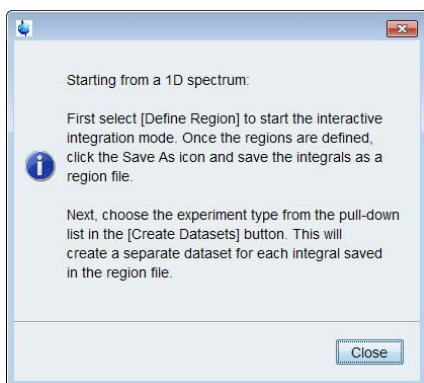 Starting from a 1D spectrum:
First select [Define Region] to start the interactive
integration mode. Once the regions are defined,
click the Save As icon and save the integrals as a
region file.
Next, choose the experiment type from the pull-down
list in the [Create Datasets] button. This will
create a separate dataset for each integral saved
in the region file.
Close